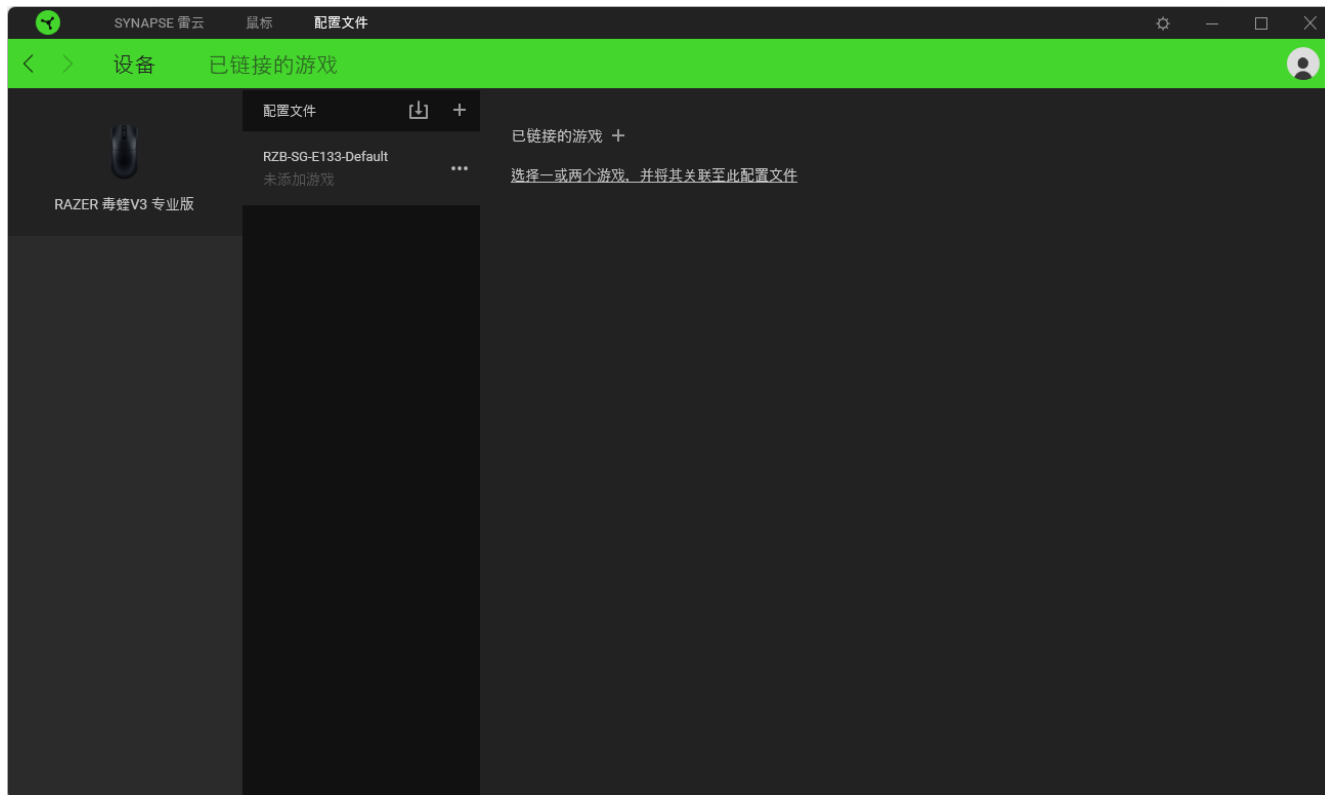 SYNAPSE 雷云 鼠标 配置文件
设备 已链接的游戏
RAZER 毒蝰V3 专业版
配置文件
RZB-SG-E133-Default
未添加游戏
已链接的游戏 +
选择一或两个游戏，并将其关联至此配置文件